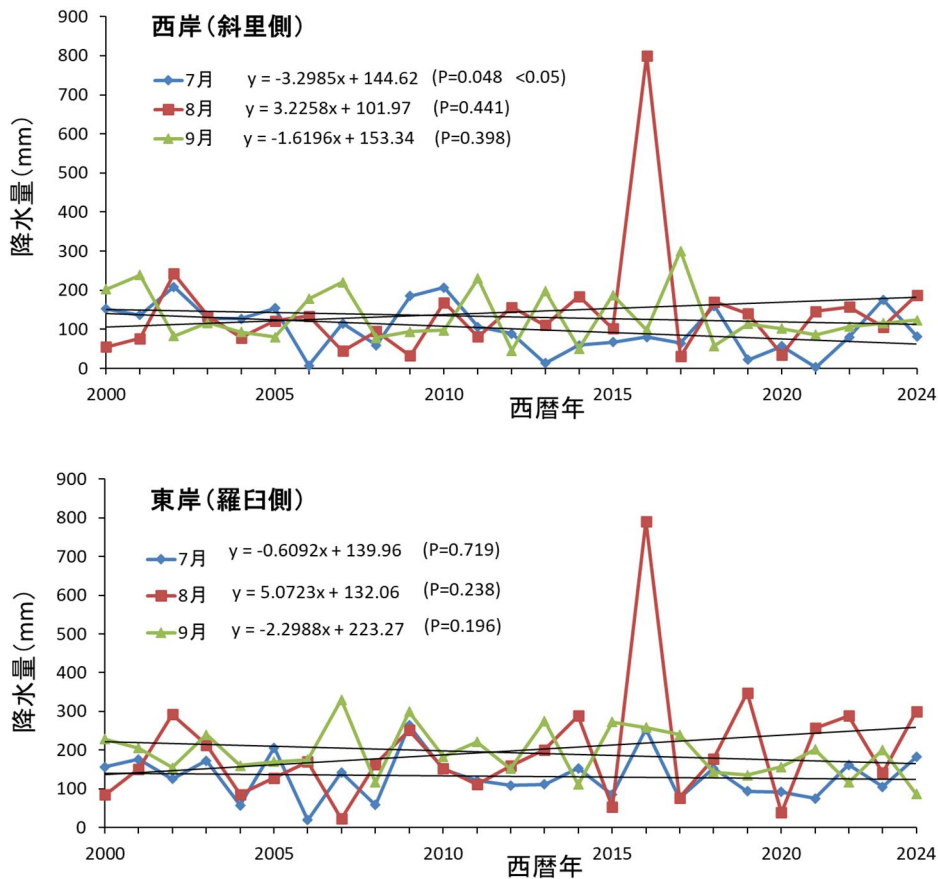 900
800
700
600
500
400
300
200
100
0
降水量(mm)
西岸(斜里側)
7月 y = -3.2985x + 144.62 (P=0.048 <0.05)
8月 y = 3.2258x + 101.97 (P=0.441)
9月 y = -1.6196x + 153.34 (P=0.398)
2000 2005 2010 2015 2020 2024
西暦年
900
800
700
600
500
400
300
200
100
0
降水量(mm)
東岸(羅臼側)
7月 y = -0.6092x + 139.96 (P=0.719)
8月 y = 5.0723x + 132.06 (P=0.238)
9月 y = -2.2988x + 223.27 (P=0.196)
2000 2005 2010 2015 2020 2024
西暦年